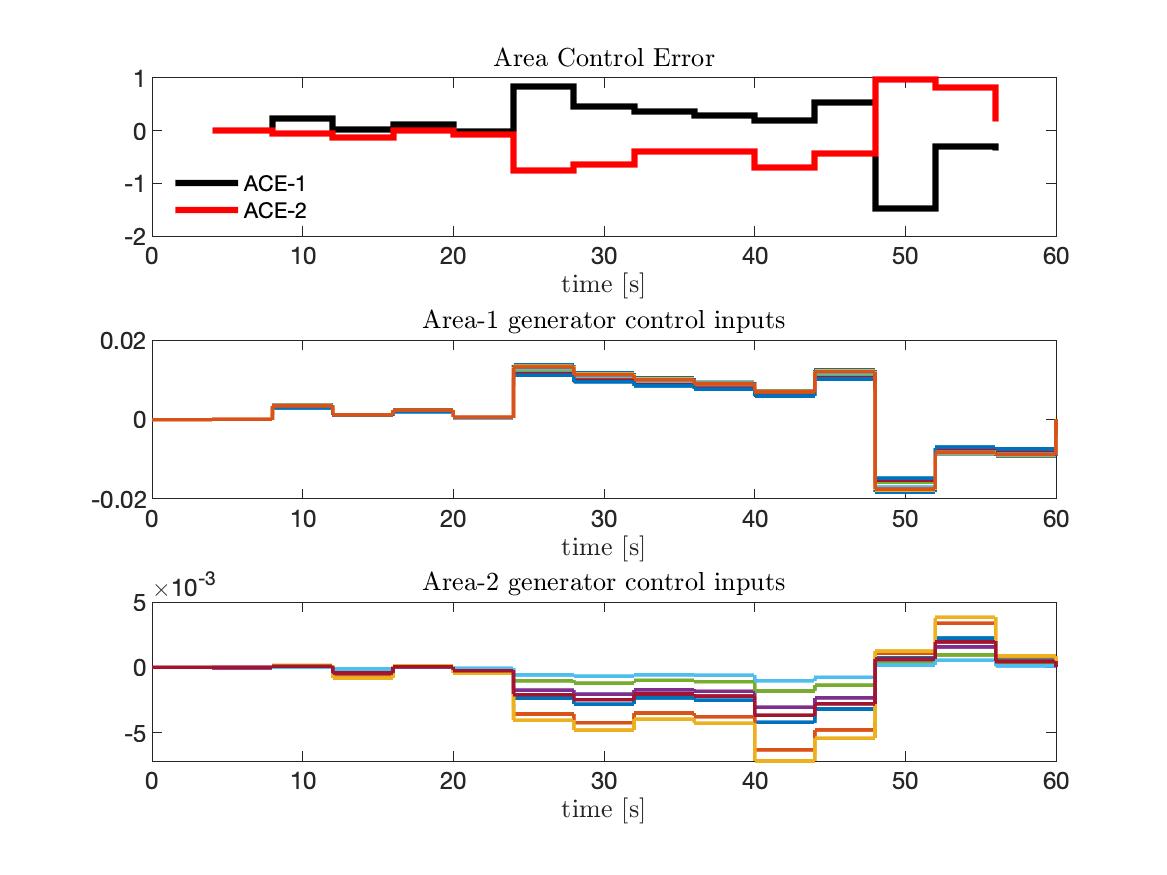 Area Control Error
1
0
-1
-2
ACE-1
ACE-2
0 10 20 30 40 50 60
time [s]
Area-1 generator control inputs
0.02
0
-0.02
0 10 20 30 40 50 60
time [s]
Area-2 generator control inputs
×10-3
5
0
-5
0 10 20 30 40 50 60
time [s]